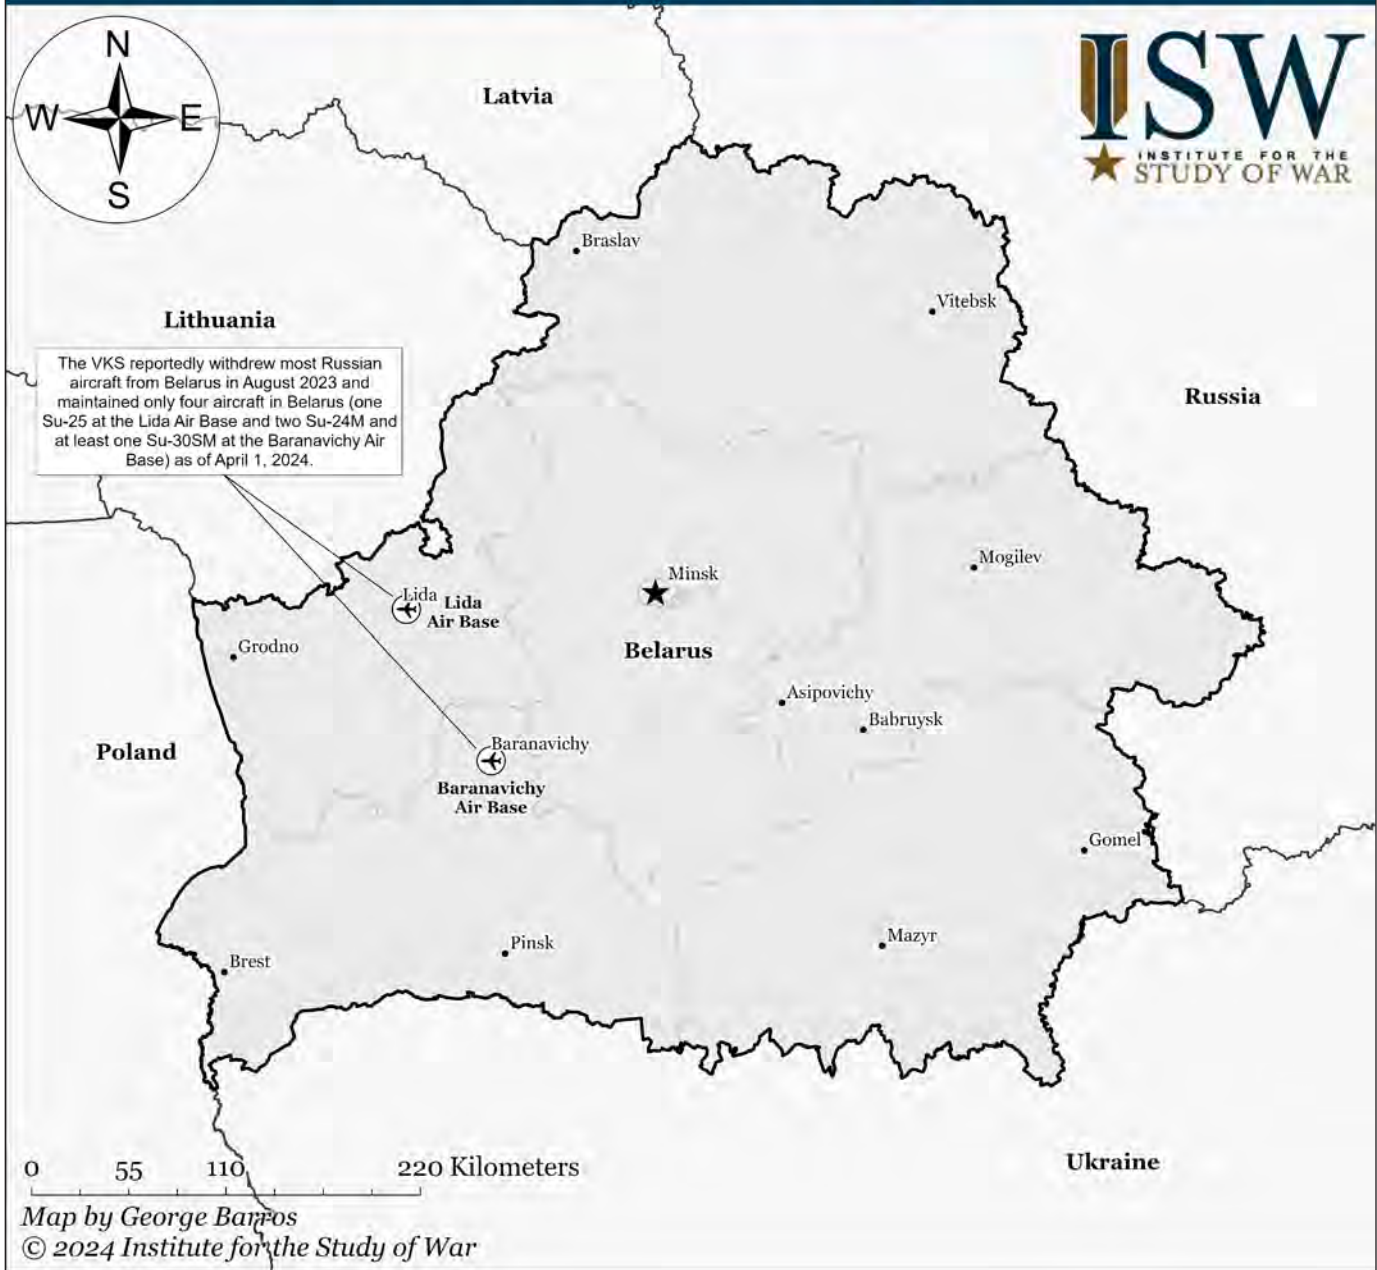 N
W E
S
Latvia
ISW
INSTITUTE FOR THE
STUDY OF WAR
Braslav
Vitebsk
Lithuania
The VKS reportedly withdrew most Russian
aircraft from Belarus in August 2023 and
maintained only four aircraft in Belarus (one
Su-25 at the Lida Air Base and two Su-24M and
at least one Su-30SM at the Baranavichy Air
Base) as of April 1, 2024.
Russia
Mogilev
Minsk
Lida
Lida
Air Base
Belarus
Grodno
Asipovichy
Babruysk
Poland
Baranavichy
Baranavichy
Air Base
Gomel
Mazyr
Pinsk
Brest
Ukraine
0 55 110 220 Kilometers
Map by George Barros
© 2024 Institute for the Study of War